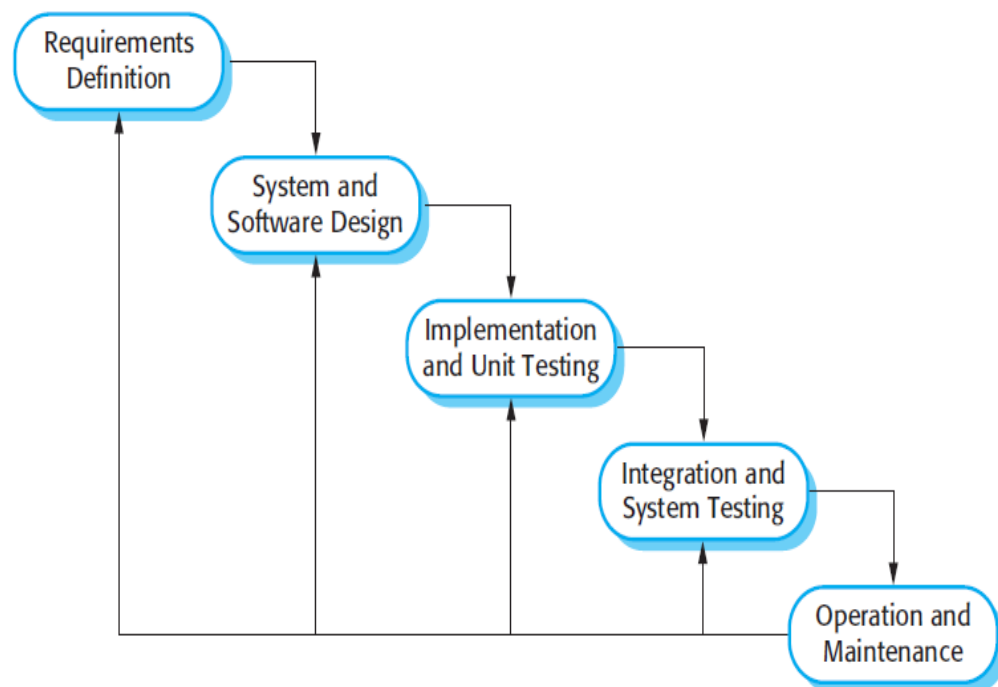 Requirements
Definition
System and
Software Design
Implementation
and Unit Testing
Integration and
System Testing
Operation and
Maintenance